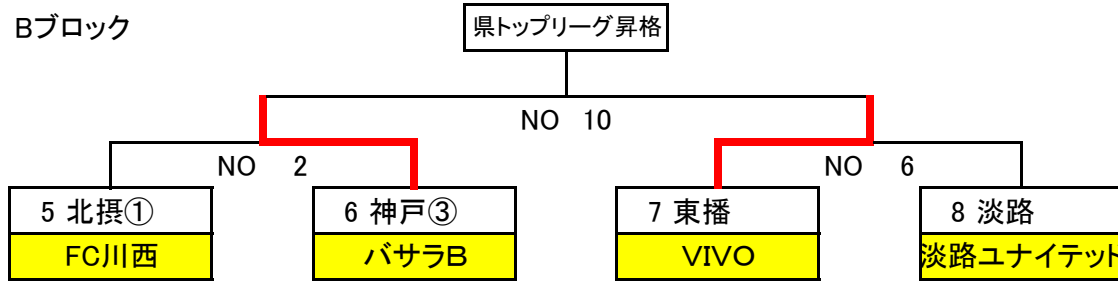 Bブロック
県トップリーグ昇格
NO 10
NO 2
NO 6
5 北摂①
6 神戸③
7 東播
8 淡路
FC川西
バサラB
VIVO
淡路ユナイテット